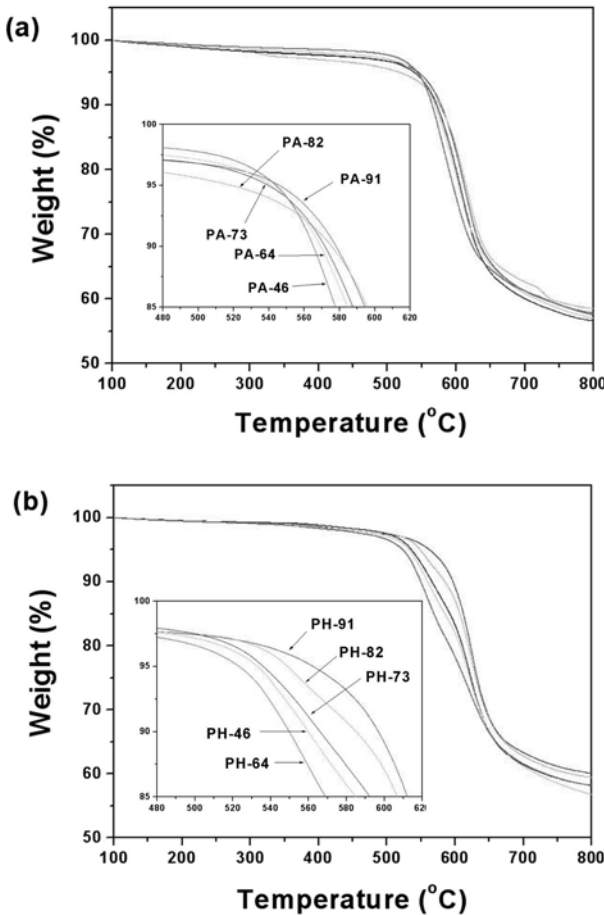 (a)
Weight (%)
100
90
80
70
60
50
100
95
90
85
PA-82
PA-91
PA-73
PA-64
PA-46
480 500 520 540 560 580 600 620
100 200 300 400 500 600 700 800
Temperature (°C)
(b)
Weight (%)
100
90
80
70
60
50
100
95
90
85
PH-91
PH-82
PH-73
PH-46
PH-64
480 500 520 540 560 580 600 620
100 200 300 400 500 600 700 800
Temperature (°C)